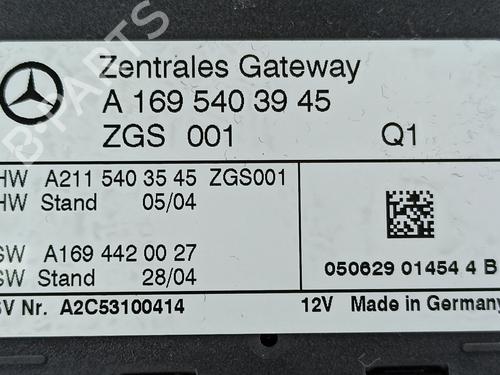 Zentrales Gateway
A 169 540 39 45
ZGS 001 Q1
HW A211 540 35 45 ZGS001
HW Stand 05/04
SW A169 442 00 27
SW Stand 28/04
050629 01454 4 B
SV Nr. A2C53100414 12V Made in Germany
B-PARTS